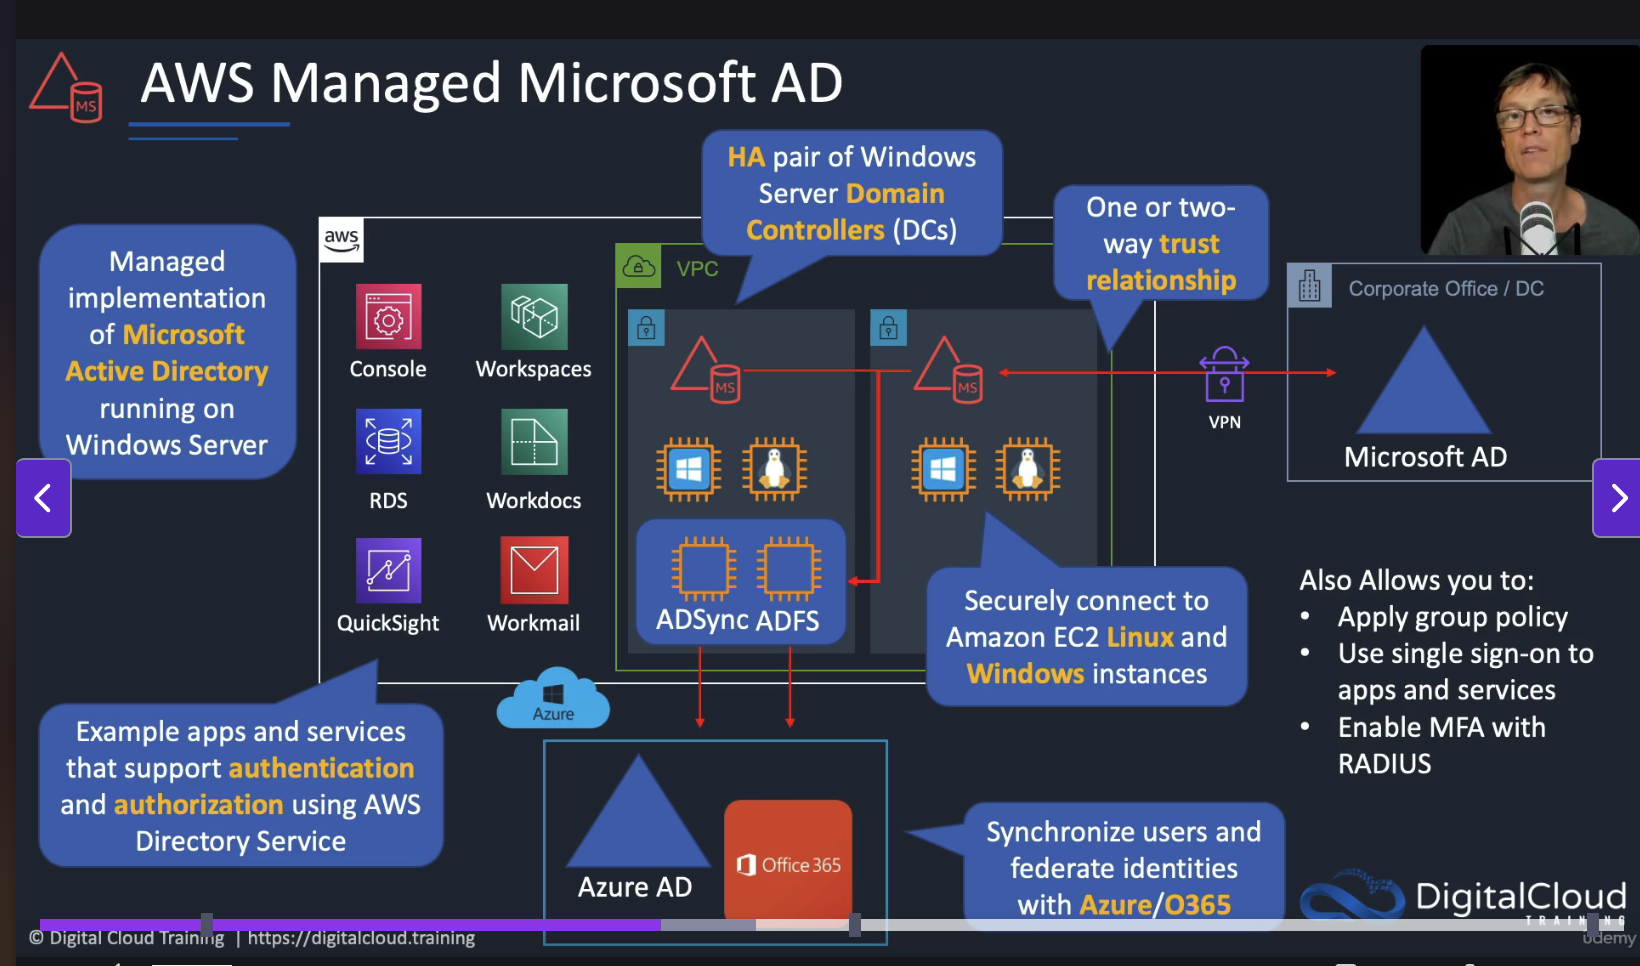 AWS Managed Microsoft AD
MS
HA pair of Windows
Server Domain
Controllers (DCs)
One or two-
way trust
relationship
Managed
implementation
of Microsoft
Active Directory
running on
Windows Server
aws
VPC
Corporate Office / DC
Console
Workspaces
MS
MS
VPN
Microsoft AD
RDS
Workdocs
QuickSight
Workmail
ADSync ADFS
Securely connect to
Amazon EC2 Linux and
Windows instances
Also Allows you to:
• Apply group policy
• Use single sign-on to
apps and services
• Enable MFA with
RADIUS
Azure
Example apps and services
that support authentication
and authorization using AWS
Directory Service
Azure AD
Office 365
Synchronize users and
federate identities
with Azure/O365
DigitalCloud
TRAINING
© Digital Cloud Training | https://digitalcloud.training
udemy